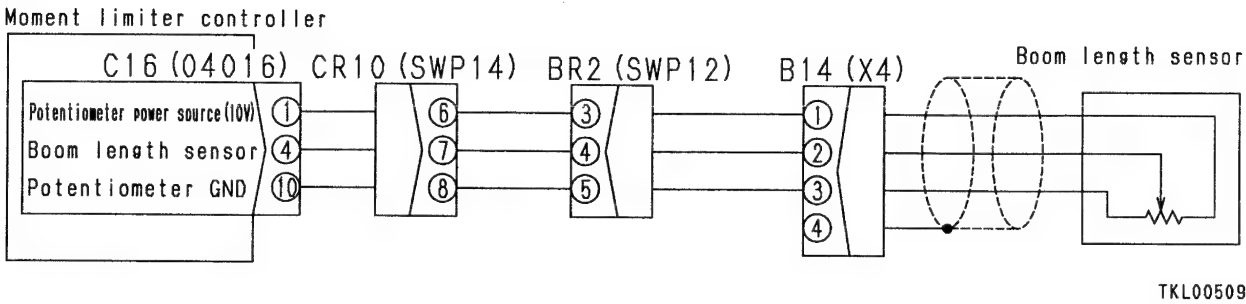 Moment limiter controller
C16 (04016) CR10 (SWP14) BR2 (SWP12) B14 (X4) Boom length sensor
Potentiometer power source(10V) 1 6 3 1
Boom length sensor 4 7 4 2
Potentiometer GND 10 8 5 3
4
TKL00509